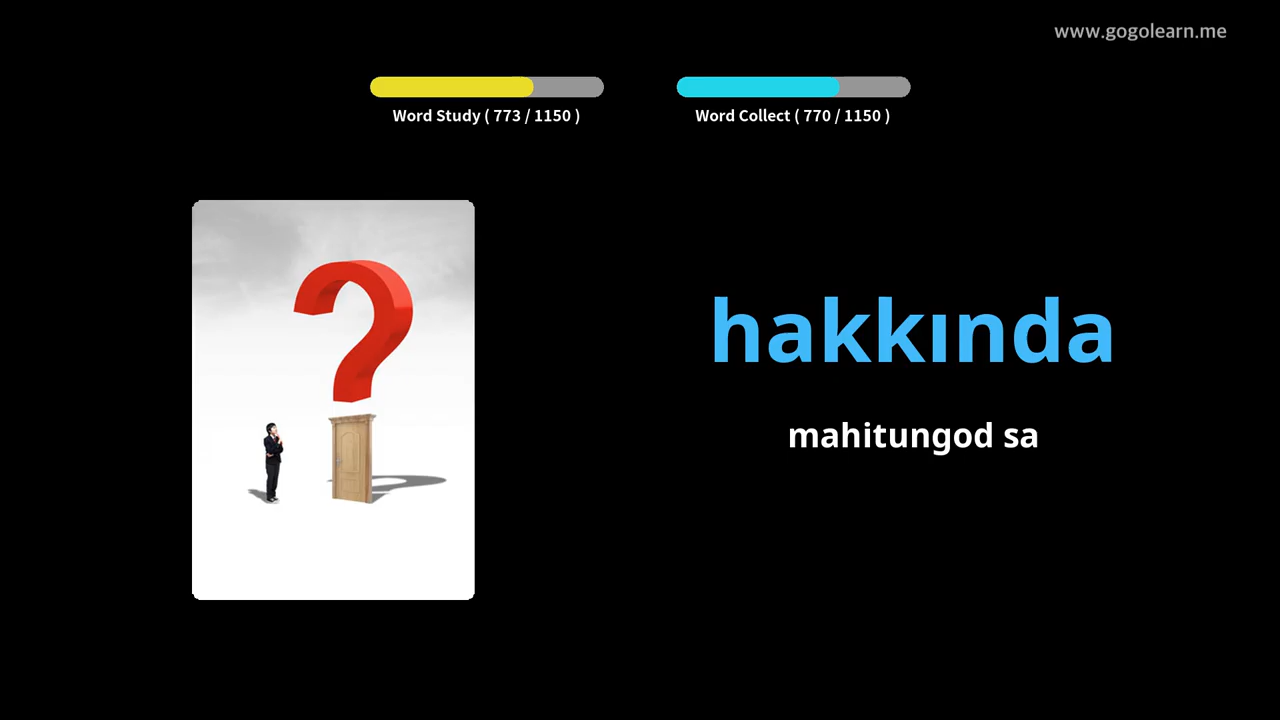 www.gogolearn.me
Word Study ( 773 / 1150 )
Word Collect ( 770 / 1150 )
hakkında
mahitungod sa